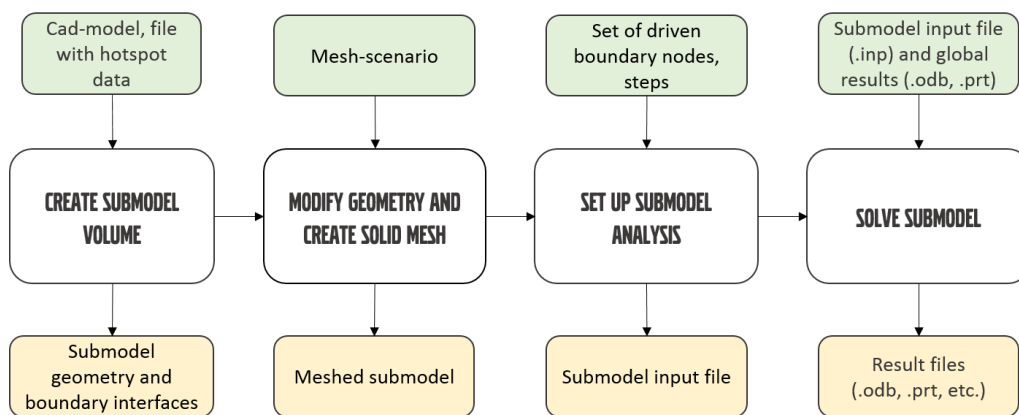 Cad-model, file
with hotspot
data
Mesh-scenario
Set of driven
boundary nodes,
steps
Submodel input file
(.inp) and global
results (.odb, .prt)
CREATE SUBMODEL
VOLUME
MODIFY GEOMETRY AND
CREATE SOLID MESH
SET UP SUBMODEL
ANALYSIS
SOLVE SUBMODEL
Submodel
geometry and
boundary interfaces
Meshed submodel
Submodel input file
Result files
(.odb, .prt, etc.)